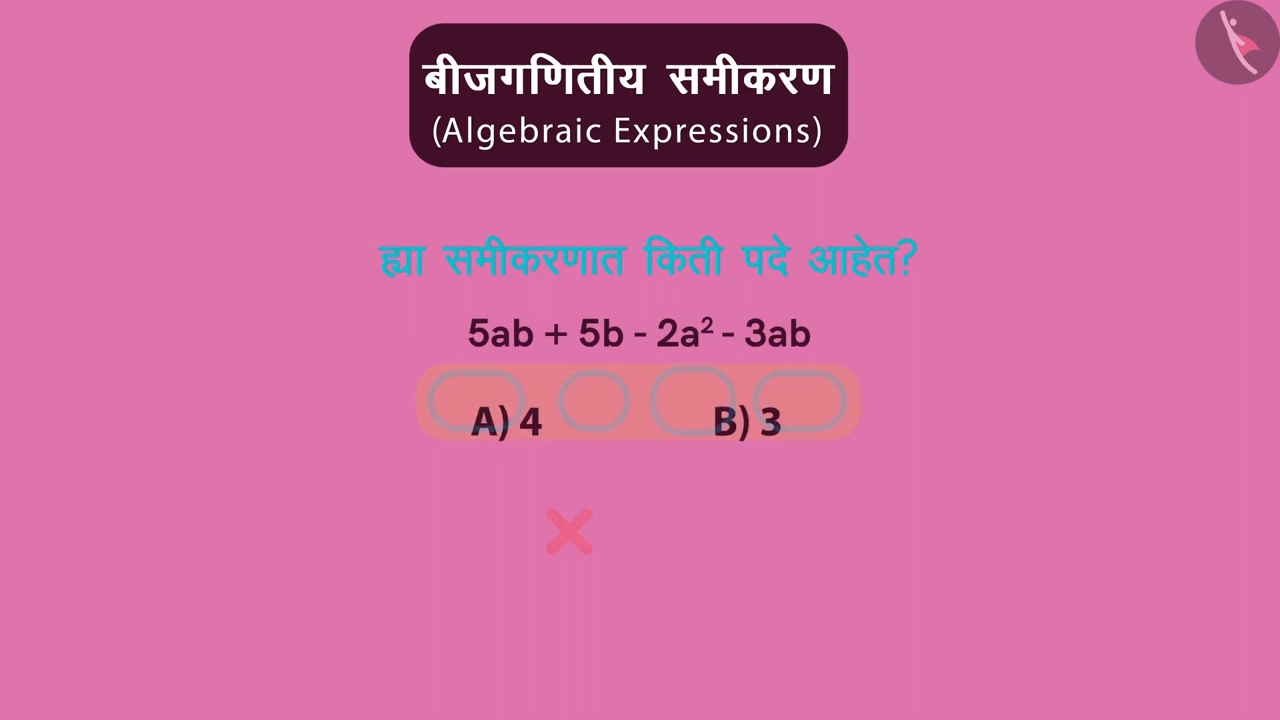 बीजगणितीय समीकरण
(Algebraic Expressions)
ह्या समीकरणात किती पदे आहेत?
5ab + 5b - 2a² - 3ab
A) 4 B) 3